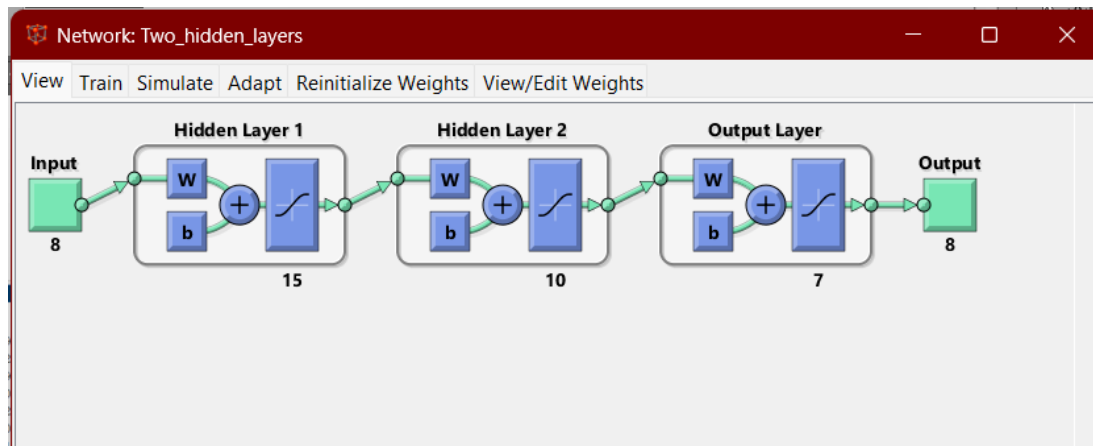 Network: Two_hidden_layers
View Train Simulate Adapt Reinitialize Weights View/Edit Weights
Hidden Layer 1 Hidden Layer 2 Output Layer
Input Output
W W W
b b b
8 8
15 10 7